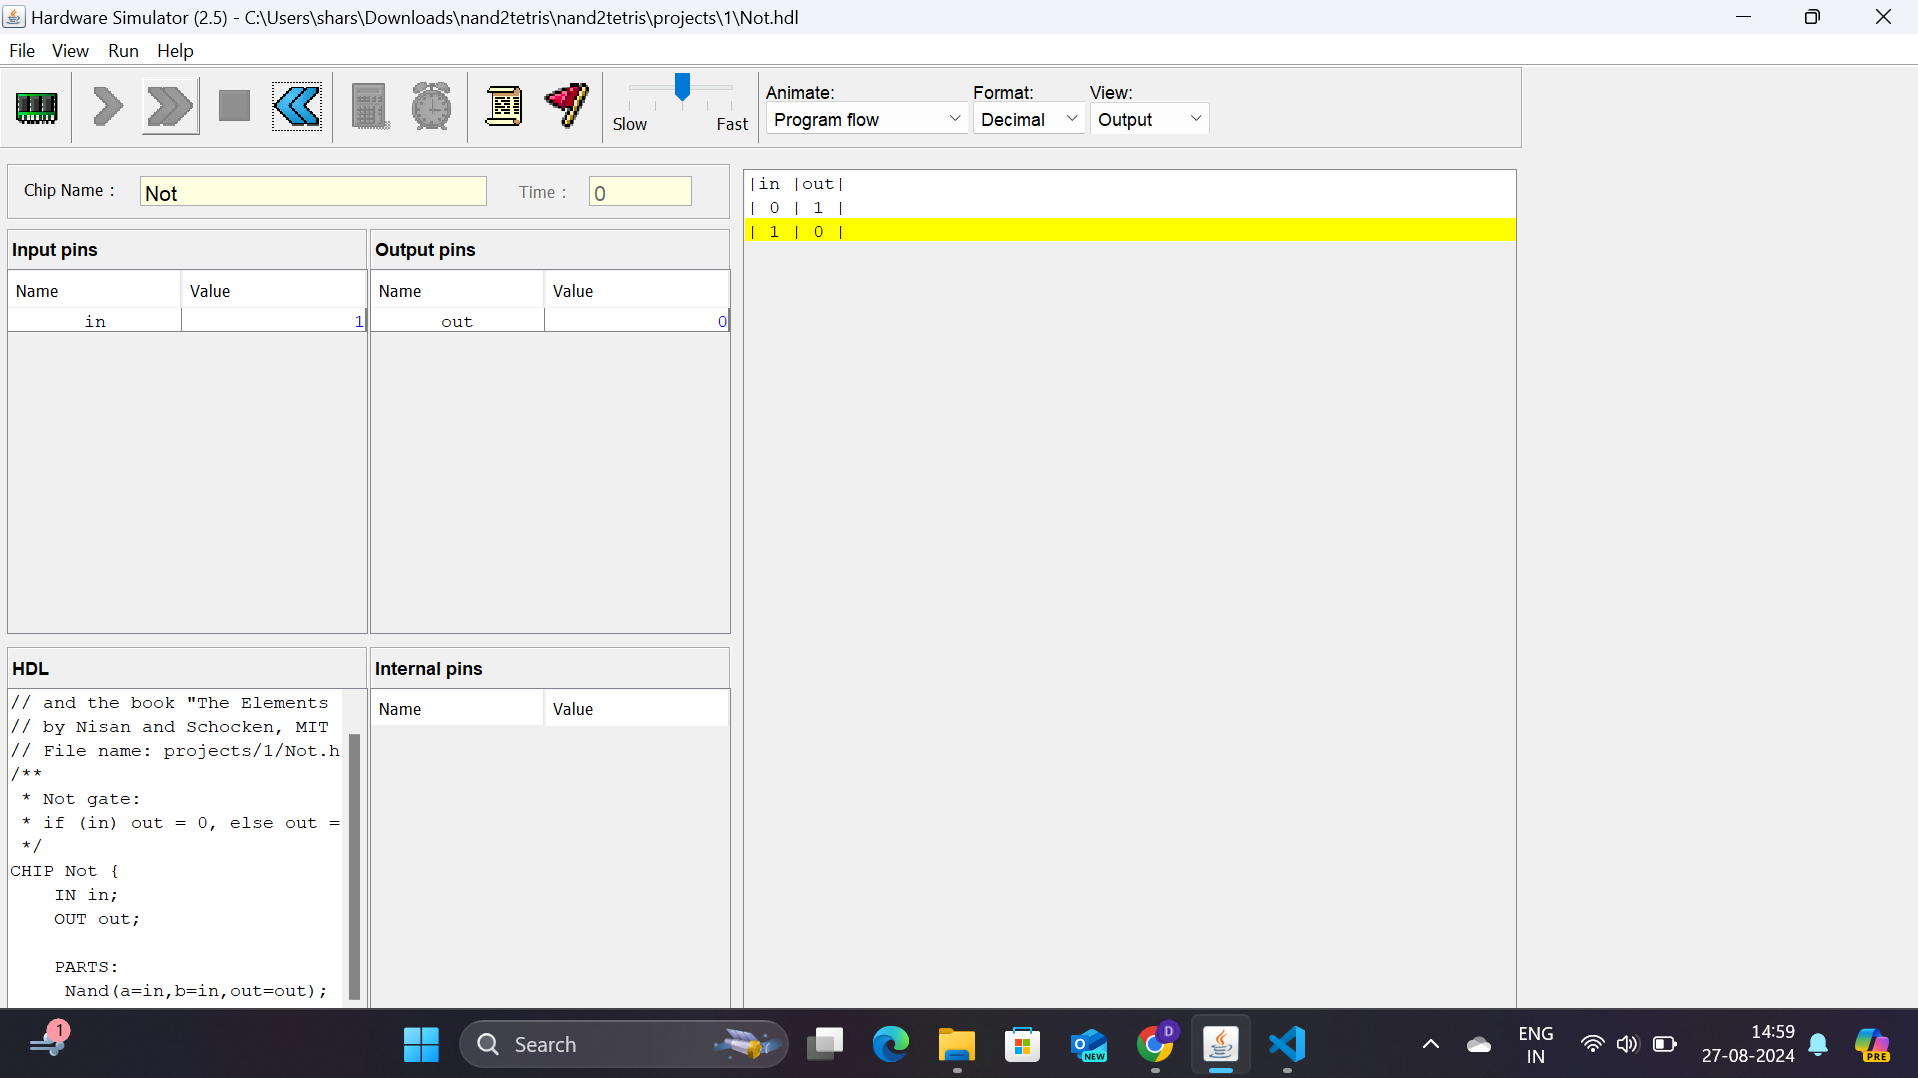 Hardware Simulator (2.5) - C:\Users\shars\Downloads\nand2tetris\nand2tetris\projects\1\Not.hdl
File View Run Help
Slow Fast
Animate: Format: View:
Program flow Decimal Output
Chip Name : Not Time : 0
Input pins
Name Value
in 1
Output pins
Name Value
out 0
HDL
// and the book "The Elements
// by Nisan and Schocken, MIT
// File name: projects/1/Not.h
/**
* Not gate:
* if (in) out = 0, else out =
*/
CHIP Not {
IN in;
OUT out;
PARTS:
Nand(a=in,b=in,out=out);
Internal pins
Name Value
|in |out|
| 0 | 1 |
| 1 | 0 |
1
Search
NEW
D
ENG
IN
14:59
27-08-2024
PRE